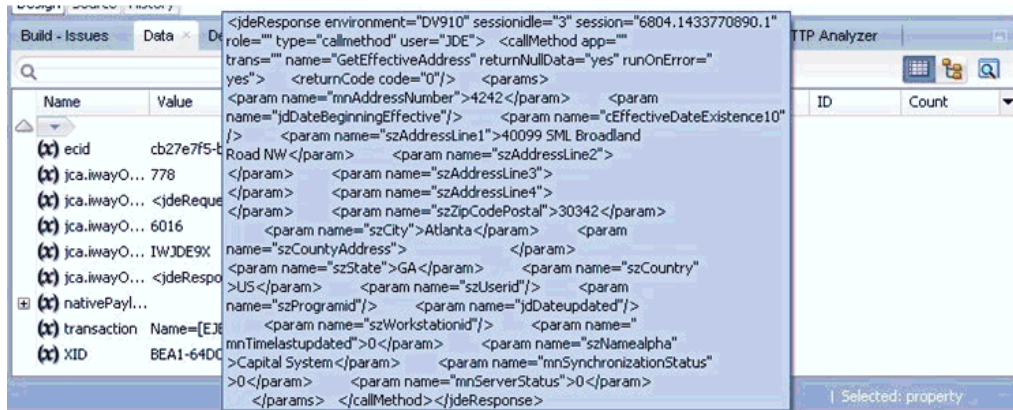 Design Source History
Build - Issues
Data
De
TTP Analyzer
Name
Value
ID
Count
(x) ecid
cb27e7f5-b
(x) jca.iwayO... 778
(x) jca.iwayO... <jdeReque
(x) jca.iwayO... 6016
(x) jca.iwayO... IWJDE9X
(x) jca.iwayO... <jdeRespo
(x) nativePayl...
(x) transaction Name=[EJE
(x) XID BEA1-64DC
<jdeResponse environment="DV910" sessionidle="3" session="6804.1433770890.1"
role="" type="callmethod" user="JDE"> <callMethod app=""
trans="" name="GetEffectiveAddress" returnNullData="yes" runOnError="
yes"> <returnCode code="0"/> <params>
<param name="mnAddressNumber">4242</param> <param
name="jdDateBeginningEffective"/> <param name="cEffectiveDateExistence10"
/> <param name="szAddressLine1">40099 SML Broadland
Road NW</param> <param name="szAddressLine2">
</param> <param name="szAddressLine3">
</param> <param name="szAddressLine4">
</param> <param name="szZipCodePostal">30342</param>
<param name="szCity">Atlanta</param> <param
name="szCountyAddress"> </param>
<param name="szState">GA</param> <param name="szCountry"
>US</param> <param name="szUserid"/> <param
name="szProgramid"/> <param name="jdDateupdated"/>
<param name="szWorkstationid"/> <param name="
mnTimelastupdated">0</param> <param name="szNamealpha"
>Capital System</param> <param name="mnSynchronizationStatus"
>0</param> <param name="mnServerStatus">0</param>
</params> </callMethod></jdeResponse>
Selected: property